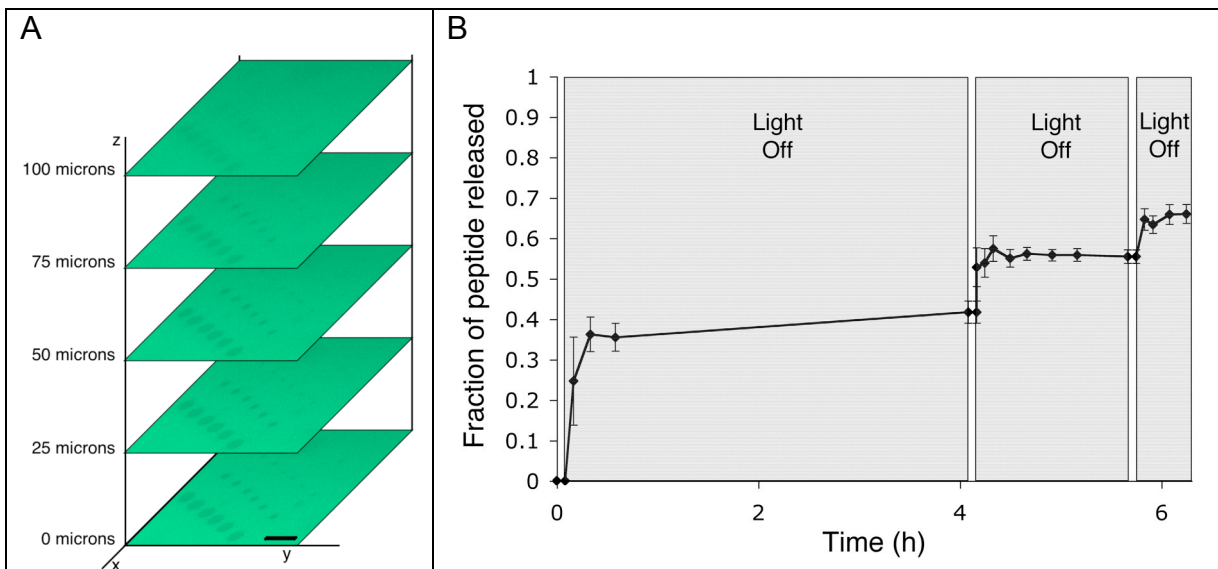 A
z
100 microns
75 microns
50 microns
25 microns
0 microns
x
y
B
Fraction of peptide released
1
0.9
0.8
0.7
0.6
0.5
0.4
0.3
0.2
0.1
0
Light
Off
Light
Off
Light
Off
0
2
4
6
Time (h)